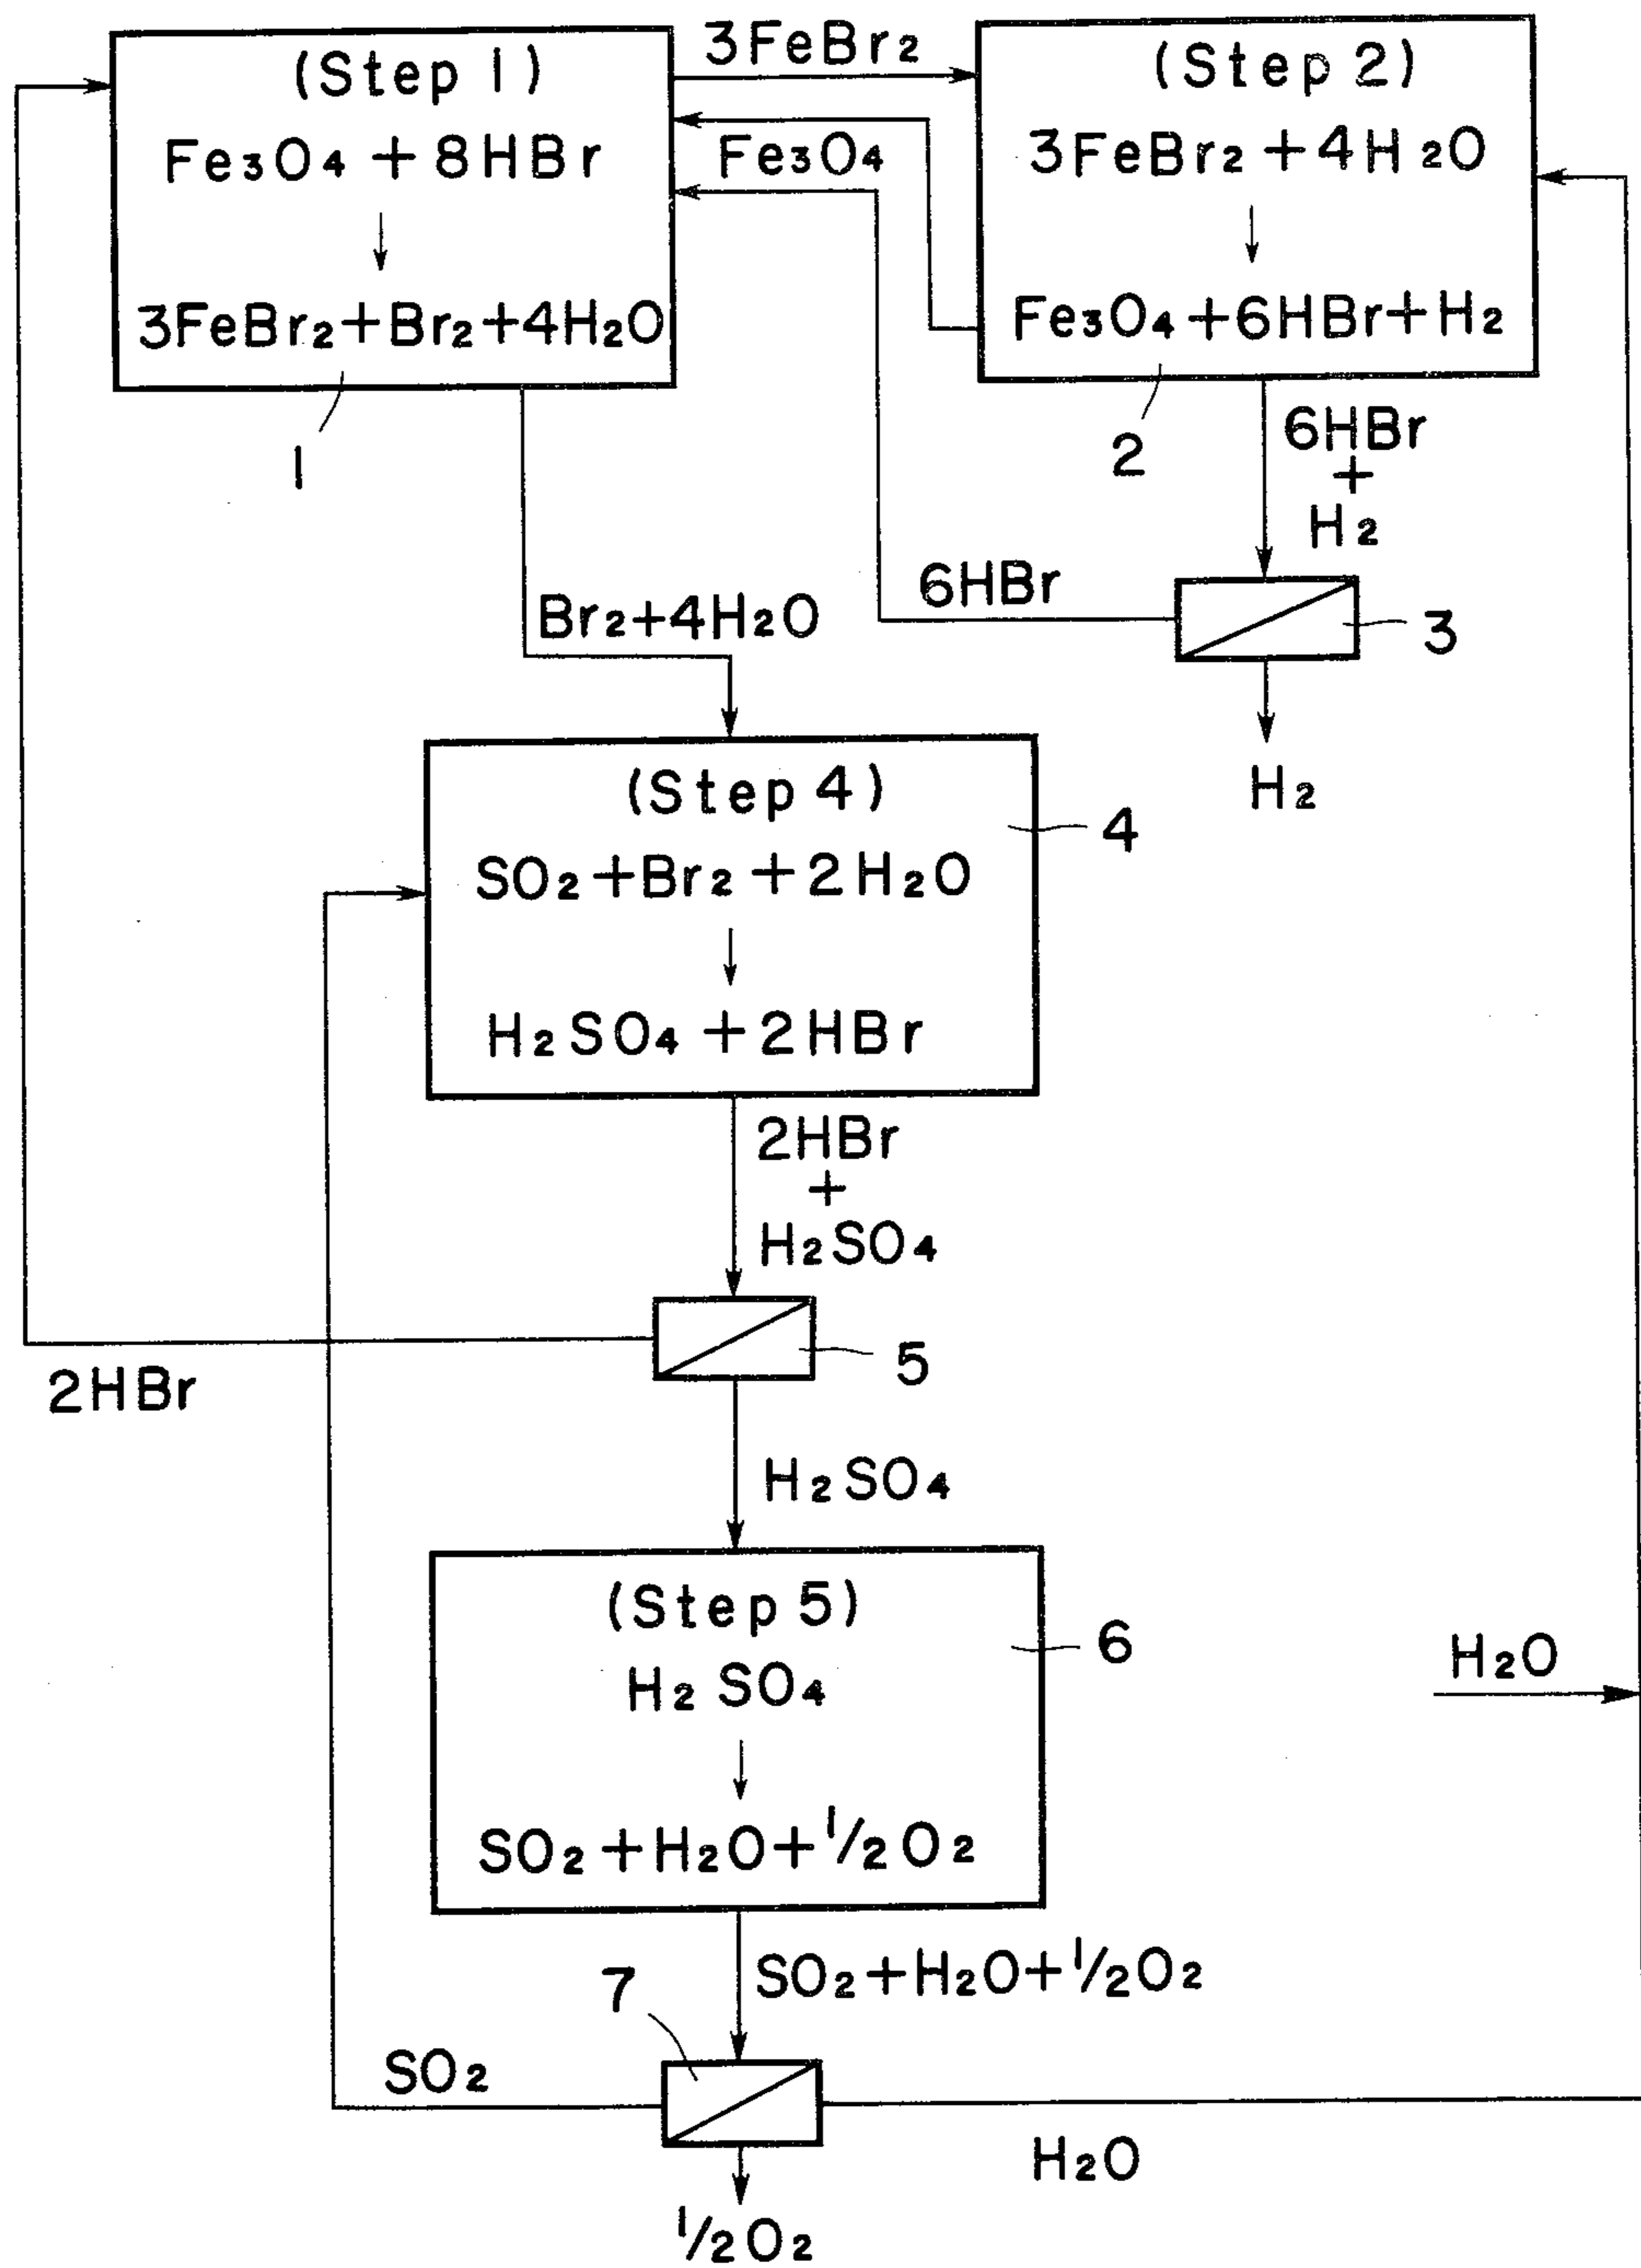 3FeBr₂
(Step 1)
Fe₃O₄ + 8HBr
↓
3FeBr₂+Br₂+4H₂O
1
Fe₃O₄
(Step 2)
3FeBr₂+4H₂O
↓
Fe₃O₄+6HBr+H₂
2
6HBr
+
H₂
6HBr
3
H₂
Br₂+4H₂O
(Step 4)
4
SO₂+Br₂+2H₂O
↓
H₂SO₄+2HBr
2HBr
+
H₂SO₄
5
2HBr
H₂SO₄
(Step 5)
6
H₂SO₄
↓
SO₂+H₂O+½O₂
H₂O
SO₂+H₂O+½O₂
7
SO₂
H₂O
½O₂